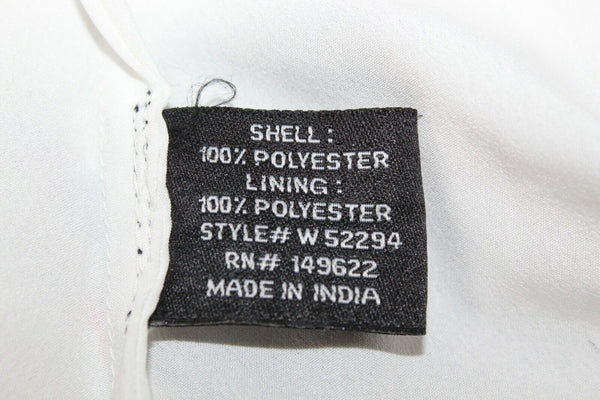 SHELL :
100% POLYESTER
LINING :
100% POLYESTER
STYLE# W 52294
RN# 149622
MADE IN INDIA